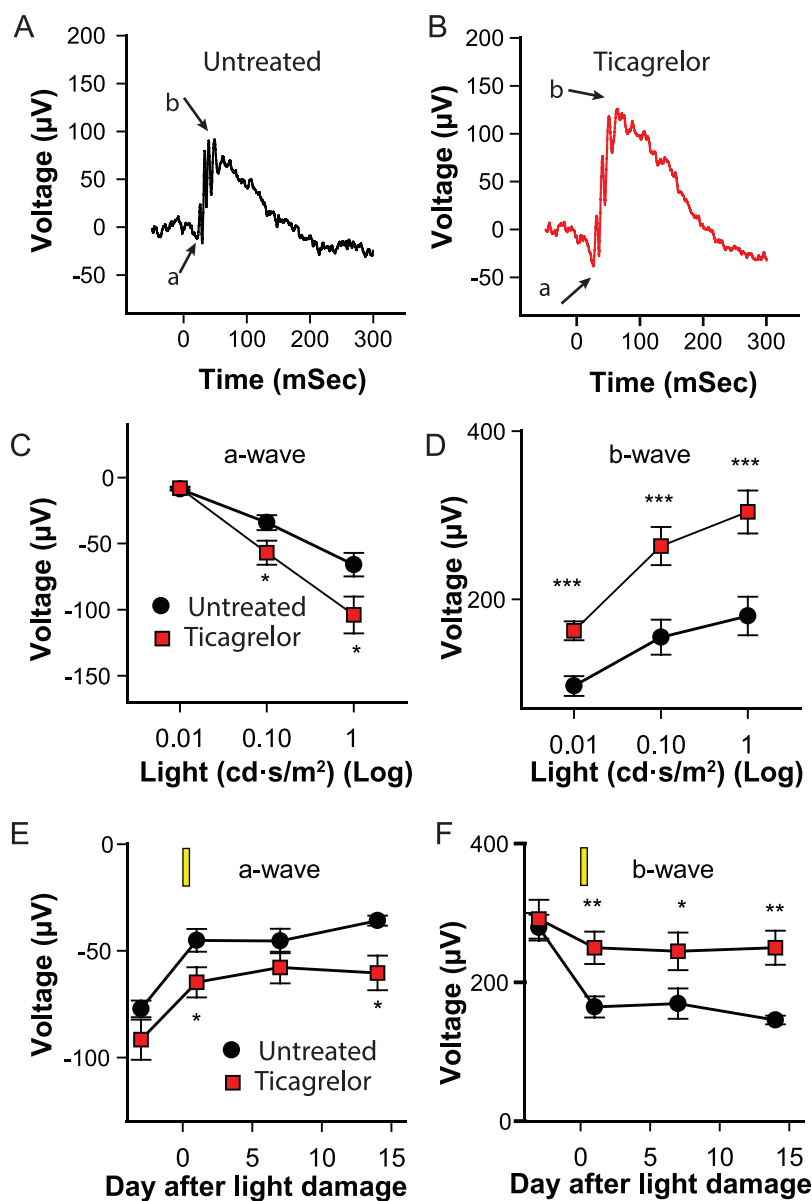 A
200
Untreated
150
b
100
Voltage (µV)
50
0
-50
a
0 100 200 300
Time (mSec)
B
200
Ticagrelor
150
b
100
Voltage (µV)
50
0
-50
a
0 100 200 300
Time (mSec)
C
a-wave
0
-50
Voltage (µV)
*
Untreated
-100
Ticagrelor
*
-150
0.01 0.10 1
Light (cd·s/m²) (Log)
D
400
b-wave
***
***
Voltage (µV)
***
200
0.01 0.10 1
Light (cd·s/m²) (Log)
E
0
a-wave
Voltage (µV)
-50
*
*
Untreated
-100
Ticagrelor
0 5 10 15
Day after light damage
F
400
b-wave
** * **
Voltage (µV)
200
0
0 5 10 15
Day after light damage